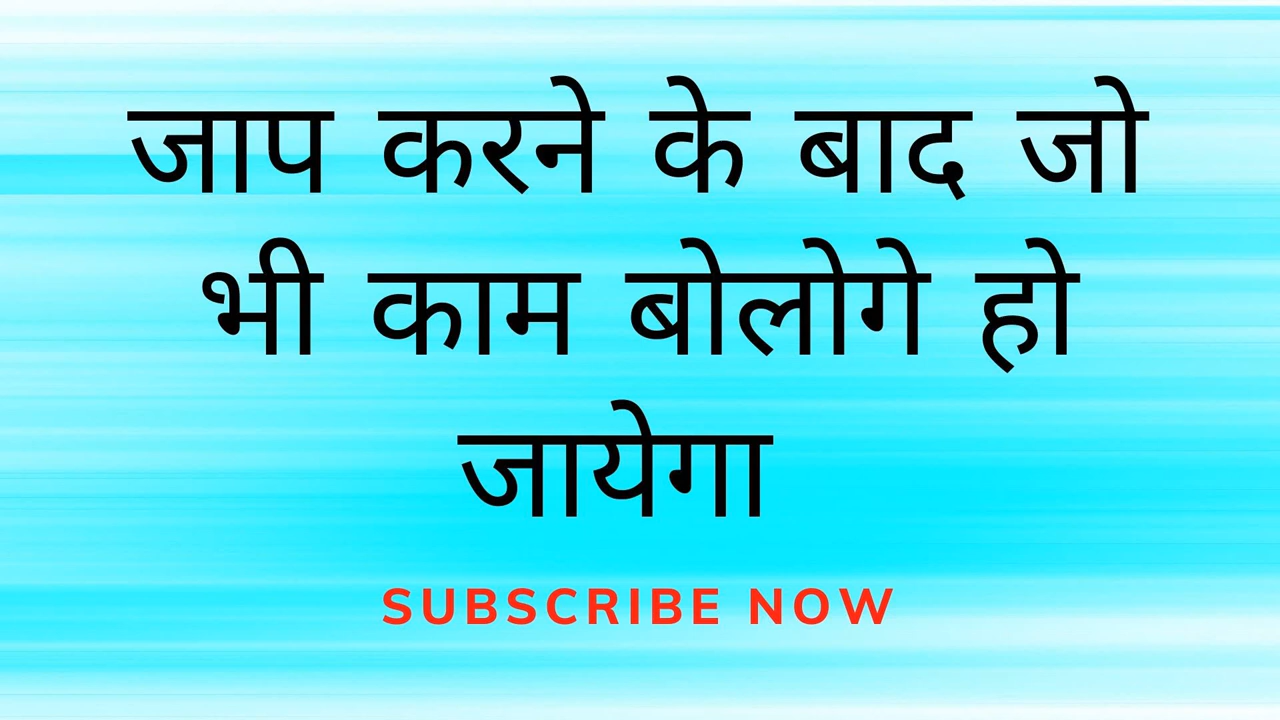 जाप करने के बाद जो
भी काम बोलोगे हो
जायेगा
SUBSCRIBE NOW